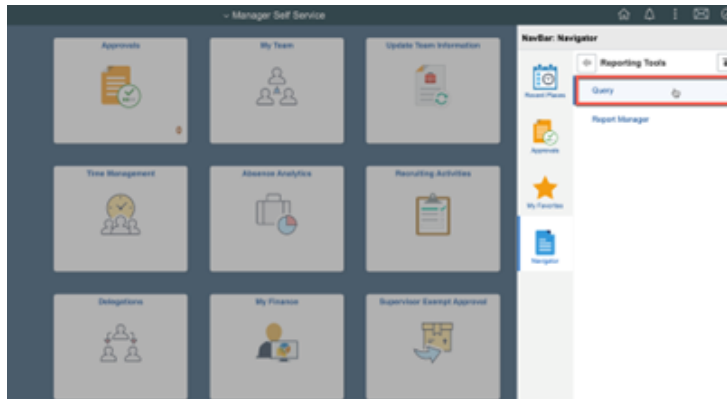 Manager Self Service
Approvals
0
My Team
Update Team Information
Time Management
Absence Analytics
Recruiting Activities
Delegations
My Finance
Supervisor Exempt Approval
NavBar: Navigator
Recent Places
Approvals
My Favorites
Navigator
Reporting Tools
Query
Report Manager